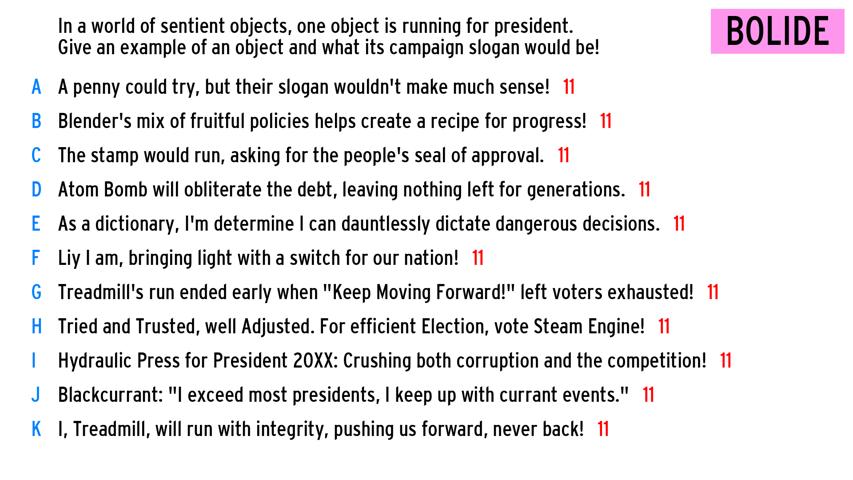 In a world of sentient objects, one object is running for president.
Give an example of an object and what its campaign slogan would be!
BOLIDE
A A penny could try, but their slogan wouldn't make much sense! 11
B Blender's mix of fruitful policies helps create a recipe for progress! 11
C The stamp would run, asking for the people's seal of approval. 11
D Atom Bomb will obliterate the debt, leaving nothing left for generations. 11
E As a dictionary, I'm determine I can dauntlessly dictate dangerous decisions. 11
F Liy I am, bringing light with a switch for our nation! 11
G Treadmill's run ended early when "Keep Moving Forward!" left voters exhausted! 11
H Tried and Trusted, well Adjusted. For efficient Election, vote Steam Engine! 11
I Hydraulic Press for President 20XX: Crushing both corruption and the competition! 11
J Blackcurrant: "I exceed most presidents, I keep up with currant events." 11
K I, Treadmill, will run with integrity, pushing us forward, never back! 11